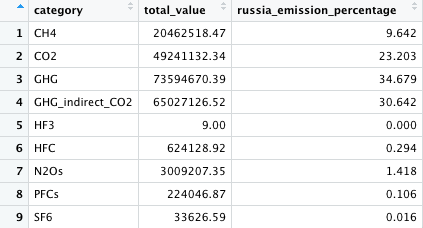 category total_value russia_emission_percentage
1 CH4 20462518.47 9.642
2 CO2 49241132.34 23.203
3 GHG 73594670.39 34.679
4 GHG_indirect_CO2 65027126.52 30.642
5 HF3 9.00 0.000
6 HFC 624128.92 0.294
7 N2Os 3009207.35 1.418
8 PFCs 224046.87 0.106
9 SF6 33626.59 0.016